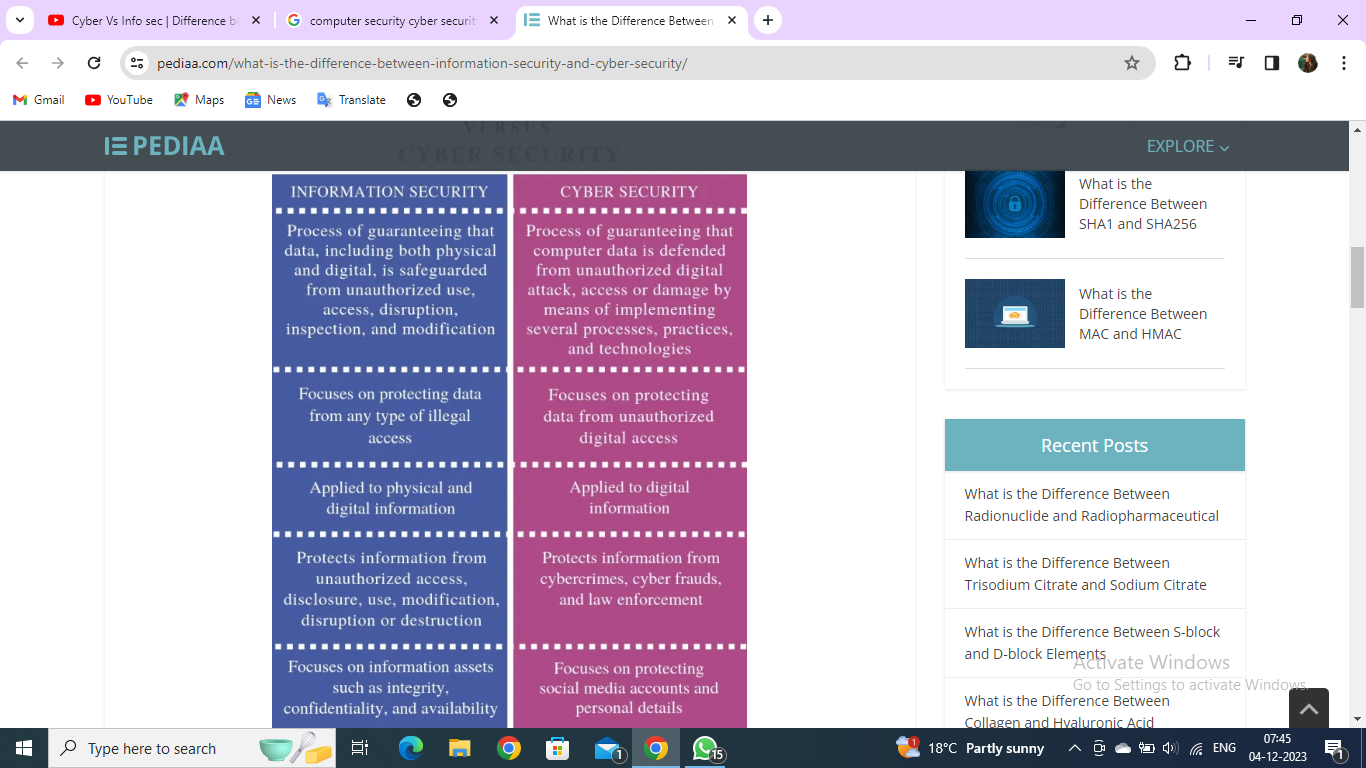 Cyber Vs Info sec | Difference be
computer security cyber securit
What is the Difference Between
pediaa.com/what-is-the-difference-between-information-security-and-cyber-security/
Gmail
YouTube
Maps
News
Translate
VERSUS
CYBER SECURITY
PEDIAA
EXPLORE
INFORMATION SECURITY
Process of guaranteeing that
data, including both physical
and digital, is safeguarded
from unauthorized use,
access, disruption,
inspection, and modification
Focuses on protecting data
from any type of illegal
access
Applied to physical and
digital information
Protects information from
unauthorized access,
disclosure, use, modification,
disruption or destruction
Focuses on information assets
such as integrity,
confidentiality, and availability
CYBER SECURITY
Process of guaranteeing that
computer data is defended
from unauthorized digital
attack, access or damage by
means of implementing
several processes, practices,
and technologies
Focuses on protecting
data from unauthorized
digital access
Applied to digital
information
Protects information from
cybercrimes, cyber frauds,
and law enforcement
Focuses on protecting
social media accounts and
personal details
What is the
Difference Between
SHA1 and SHA256
What is the
Difference Between
MAC and HMAC
Recent Posts
What is the Difference Between
Radionuclide and Radiopharmaceutical
What is the Difference Between
Trisodium Citrate and Sodium Citrate
What is the Difference Between S-block
and D-block Elements
What is the Difference Between
Collagen and Hyaluronic Acid
Activate Windows
Go to Settings to activate Windows.
Type here to search
1
15
1
18°C Partly sunny
ENG
07:45
04-12-2023
1